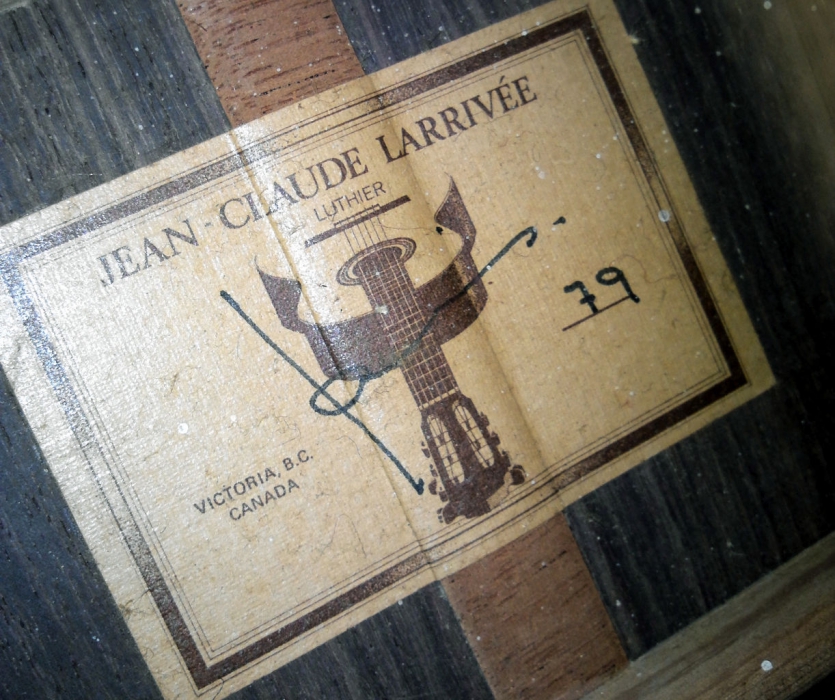 JEAN-CLAUDE LARRIVÉE
LUTHIER
79
VICTORIA, B.C.
CANADA